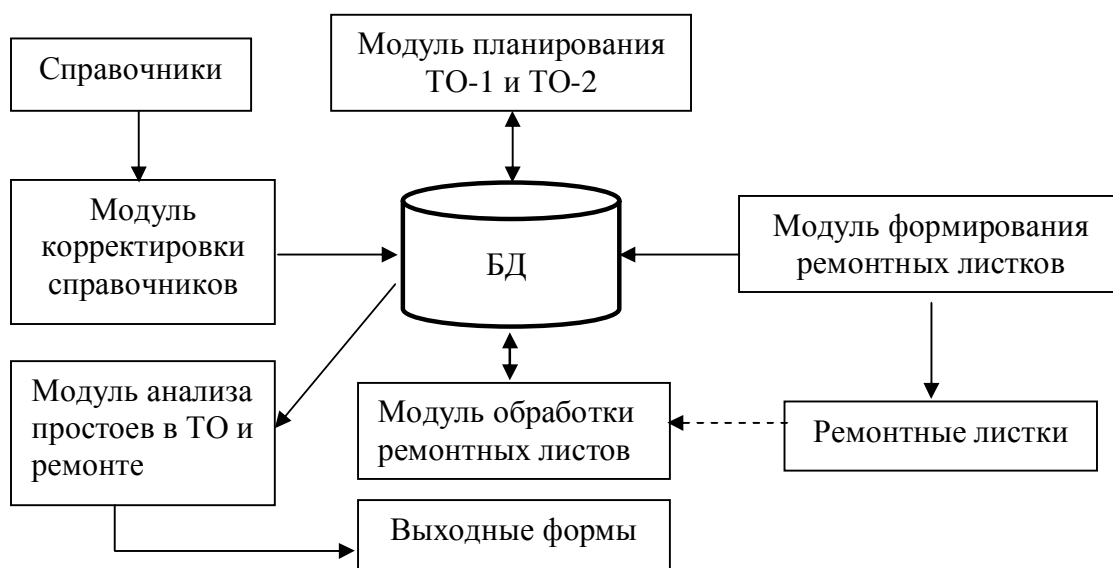 Справочники
Модуль планирования
ТО-1 и ТО-2
Модуль
корректировки
справочников
БД
Модуль формирования
ремонтных листков
Модуль анализа
простоев в ТО и
ремонте
Модуль обработки
ремонтных листов
Ремонтные листки
Выходные формы